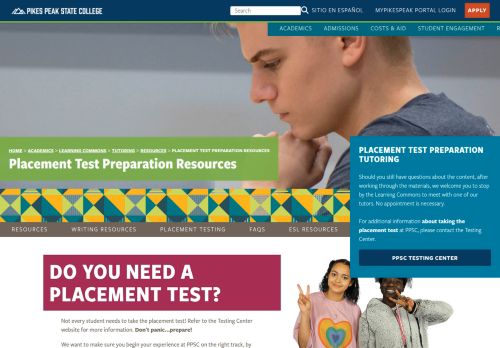 PIKES PEAK STATE COLLEGE
Search
SITIO EN ESPAÑOL
MYPIKESPEAK PORTAL LOGIN
APPLY
ACADEMICS
ADMISSIONS
COSTS & AID
STUDENT ENGAGEMENT
HOME > ACADEMICS > LEARNING COMMONS > TUTORING > RESOURCES > PLACEMENT TEST PREPARATION RESOURCES
Placement Test Preparation Resources
PLACEMENT TEST PREPARATION
TUTORING
Should you still have questions about the content, after
working through the materials, we welcome you to stop
by the Learning Commons to meet with one of our
tutors. No appointment is necessary.
For additional information about taking the
placement test at PPSC, please contact the Testing
Center.
PPSC TESTING CENTER
RESOURCES
WRITING RESOURCES
PLACEMENT TESTING
FAQS
ESL RESOURCES
DO YOU NEED A
PLACEMENT TEST?
Not every student needs to take the placement test! Refer to the Testing Center
website for more information. Don't panic...prepare!
We want to make sure you begin your experience at PPSC on the right track, by